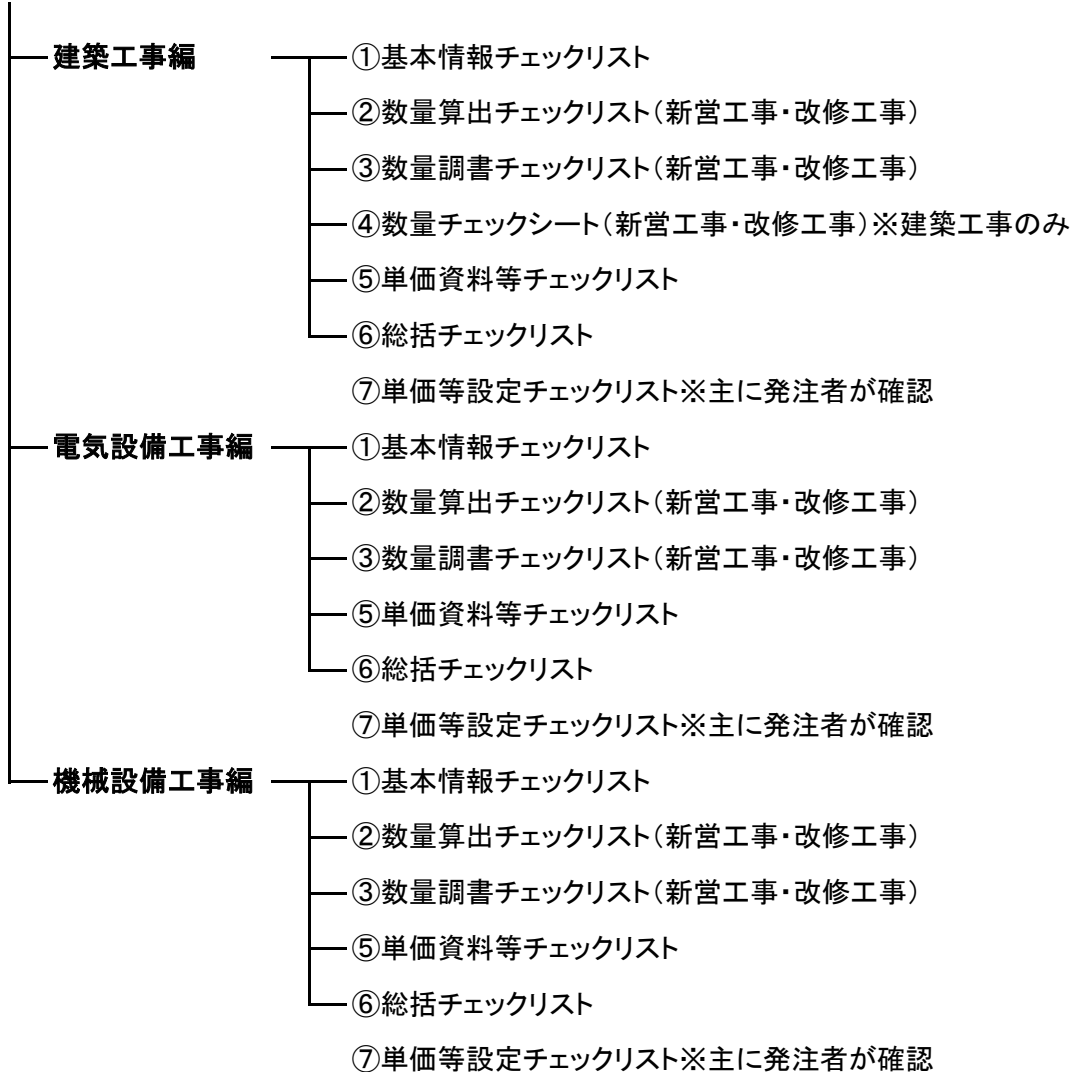 建築工事編 ①基本情報チェックリスト
②数量算出チェックリスト（新営工事・改修工事）
③数量調書チェックリスト（新営工事・改修工事）
④数量チェックシート（新営工事・改修工事）※建築工事のみ
⑤単価資料等チェックリスト
⑥総括チェックリスト
⑦単価等設定チェックリスト※主に発注者が確認
電気設備工事編 ①基本情報チェックリスト
②数量算出チェックリスト（新営工事・改修工事）
③数量調書チェックリスト（新営工事・改修工事）
⑤単価資料等チェックリスト
⑥総括チェックリスト
⑦単価等設定チェックリスト※主に発注者が確認
機械設備工事編 ①基本情報チェックリスト
②数量算出チェックリスト（新営工事・改修工事）
③数量調書チェックリスト（新営工事・改修工事）
⑤単価資料等チェックリスト
⑥総括チェックリスト
⑦単価等設定チェックリスト※主に発注者が確認